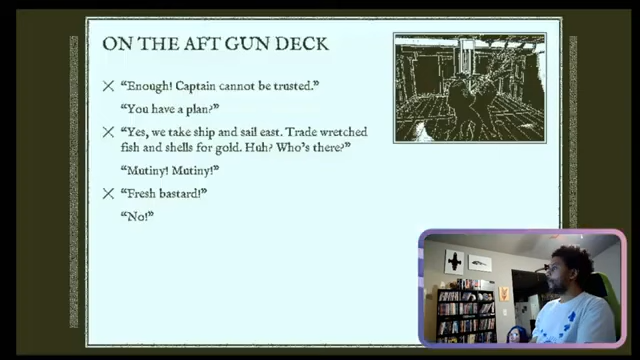 ON THE AFT GUN DECK
“Enough! Captain cannot be trusted.”
“You have a plan?”
“Yes, we take ship and sail east. Trade wretched
fish and shells for gold. Huh? Who's there?”
“Mutiny! Mutiny!”
“Fresh bastard!”
“No!”